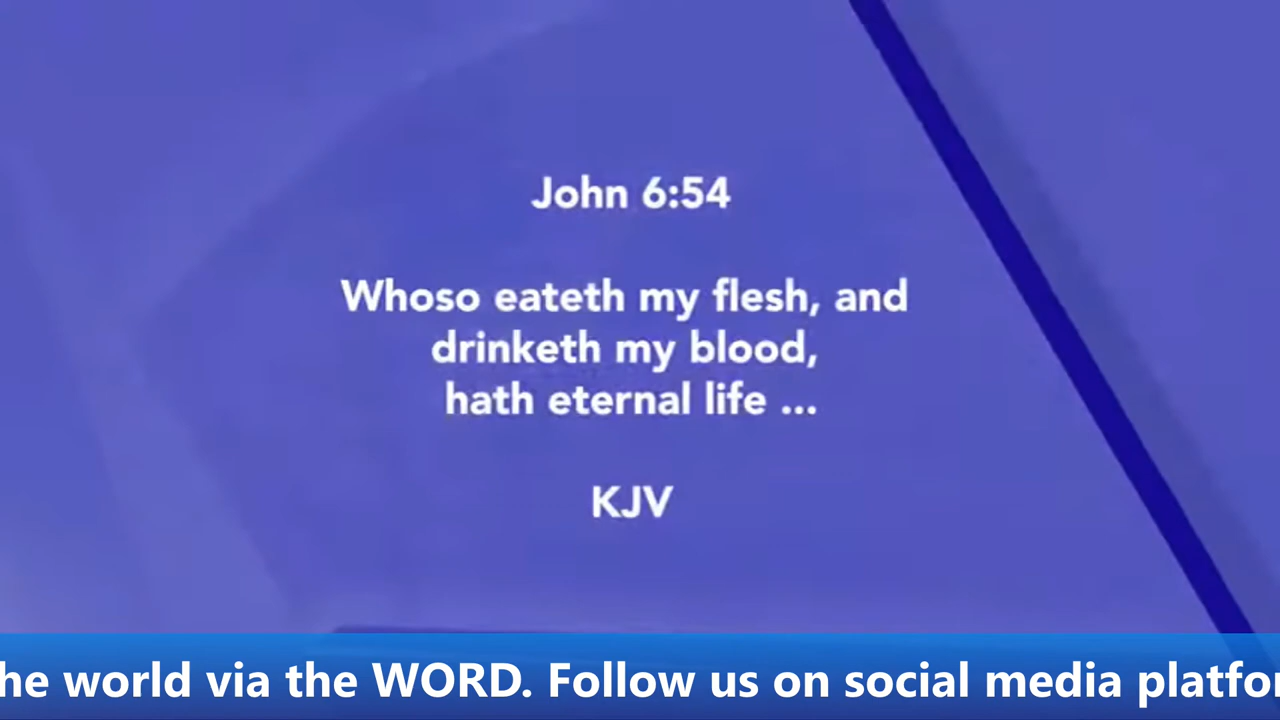 John 6:54
Whoso eateth my flesh, and
drinketh my blood,
hath eternal life ...
KJV
he world via the WORD. Follow us on social media platfor